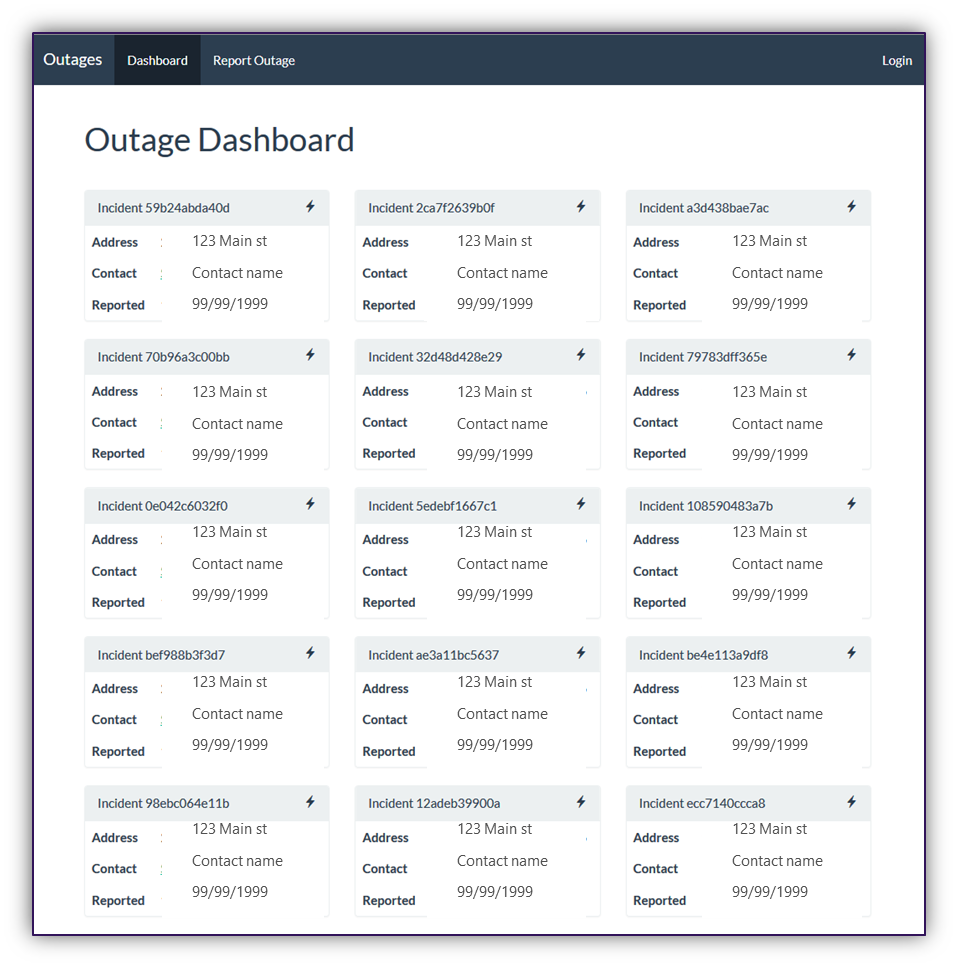 Outages Dashboard Report Outage Login
Outage Dashboard
Incident 59b24abda40d Incident 2ca7f2639b0f Incident a3d438bae7ac
Address 123 Main st Address 123 Main st Address 123 Main st
Contact Contact name Contact Contact name Contact Contact name
Reported 99/99/1999 Reported 99/99/1999 Reported 99/99/1999
Incident 70b96a3c00bb Incident 32d48d428e29 Incident 79783dff365e
Address 123 Main st Address 123 Main st Address 123 Main st
Contact Contact name Contact Contact name Contact Contact name
Reported 99/99/1999 Reported 99/99/1999 Reported 99/99/1999
Incident 0e042c6032f0 Incident 5edebf1667c1 Incident 108590483a7b
Address 123 Main st Address 123 Main st Address 123 Main st
Contact Contact name Contact Contact name Contact Contact name
Reported 99/99/1999 Reported 99/99/1999 Reported 99/99/1999
Incident bef988b3f3d7 Incident ae3a11bc5637 Incident be4e113a9df8
Address 123 Main st Address 123 Main st Address 123 Main st
Contact Contact name Contact Contact name Contact Contact name
Reported 99/99/1999 Reported 99/99/1999 Reported 99/99/1999
Incident 98ebc064e11b Incident 12adeb39900a Incident ecc7140ccca8
Address 123 Main st Address 123 Main st Address 123 Main st
Contact Contact name Contact Contact name Contact Contact name
Reported 99/99/1999 Reported 99/99/1999 Reported 99/99/1999